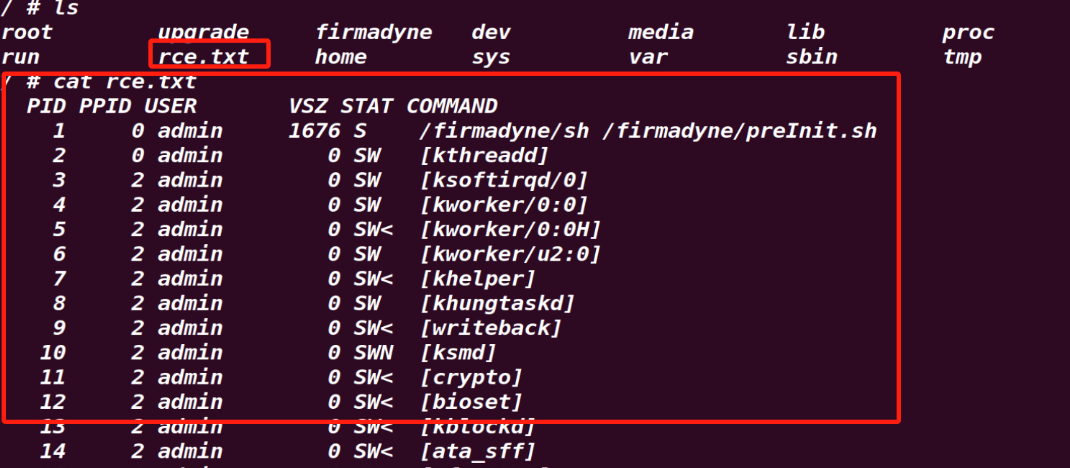 / # ls
root upgrade firmadyne dev media lib proc
run rce.txt home sys var sbin tmp
/ # cat rce.txt
PID PPID USER VSZ STAT COMMAND
1 0 admin 1676 S /firmadyne/sh /firmadyne/preInit.sh
2 0 admin 0 SW [kthreadd]
3 2 admin 0 SW [ksoftirqd/0]
4 2 admin 0 SW [kworker/0:0]
5 2 admin 0 SW< [kworker/0:0H]
6 2 admin 0 SW [kworker/u2:0]
7 2 admin 0 SW< [khelper]
8 2 admin 0 SW [khungtaskd]
9 2 admin 0 SW< [writeback]
10 2 admin 0 SWN [ksmd]
11 2 admin 0 SW< [crypto]
12 2 admin 0 SW< [bioset]
13 2 admin 0 SW< [kblockd]
14 2 admin 0 SW< [ata_sff]